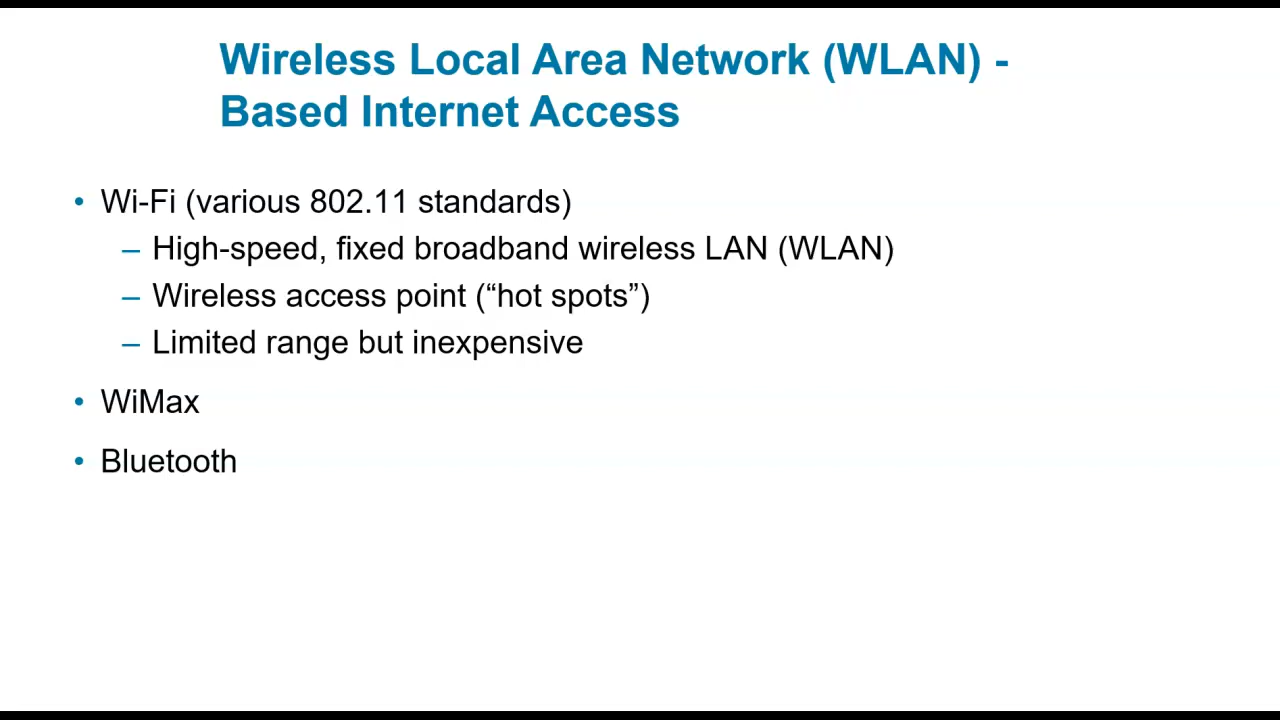 Wireless Local Area Network (WLAN) -
Based Internet Access
• Wi-Fi (various 802.11 standards)
– High-speed, fixed broadband wireless LAN (WLAN)
– Wireless access point (“hot spots”)
– Limited range but inexpensive
• WiMax
• Bluetooth